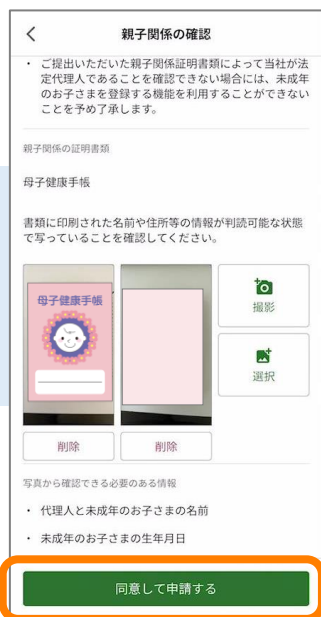 親子関係の確認
・ ご提出いただいた親子関係証明書類によって当社が法
定代理人であることを確認できない場合には、未成年
のお子さまを登録する機能を利用することができない
ことを予め了承します。
親子関係の証明書類
母子健康手帳
書類に印刷された名前や住所等の情報が判読可能な状態
で写っていることを確認してください。
母子健康手帳
撮影
選択
削除
削除
写真から確認できる必要のある情報
・ 代理人と未成年のお子さまの名前
・ 未成年のお子さまの生年月日
同意して申請する